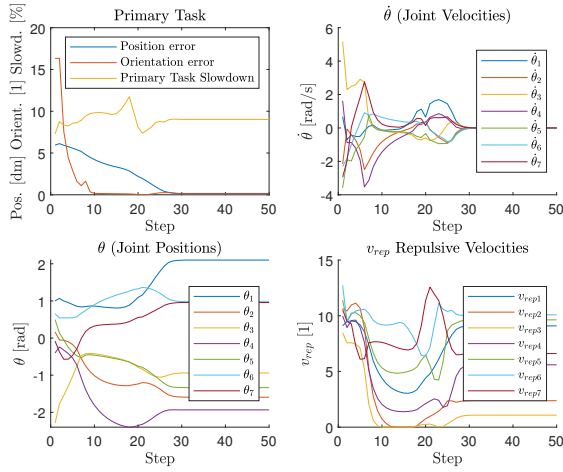 Primary Task
Pos. [dm] Orient. [1] Slowd. [%]
20
15
10
5
0
Position error
Orientation error
Primary Task Slowdown
0 10 20 30 40 50
Step
θ̇ (Joint Velocities)
θ̇ [rad/s]
6
4
2
0
-2
-4
θ̇1
θ̇2
θ̇3
θ̇4
θ̇5
θ̇6
θ̇7
0 10 20 30 40 50
Step
θ (Joint Positions)
θ [rad]
2
1
0
-1
-2
θ1
θ2
θ3
θ4
θ5
θ6
θ7
0 10 20 30 40 50
Step
vrep Repulsive Velocities
vrep [1]
15
10
5
0
vrep1
vrep2
vrep3
vrep4
vrep5
vrep6
vrep7
0 10 20 30 40 50
Step